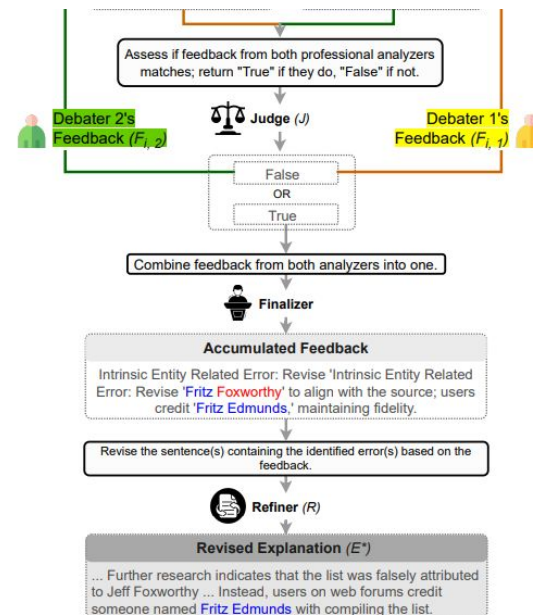 Assess if feedback from both professional analyzers
matches; return "True" if they do, "False" if not.
Debater 2's
Feedback (F_{i, 2})
Judge (J)
Debater 1's
Feedback (F_{i, 1})
False
OR
True
Combine feedback from both analyzers into one.
Finalizer
Accumulated Feedback
Intrinsic Entity Related Error: Revise 'Intrinsic Entity Related
Error: Revise 'Fritz Foxworthy' to align with the source; users
credit 'Fritz Edmunds,' maintaining fidelity.
Revise the sentence(s) containing the identified error(s) based on the
feedback.
Refiner (R)
Revised Explanation (E*)
... Further research indicates that the list was falsely attributed
to Jeff Foxworthy ... Instead, users on web forums credit
someone named Fritz Edmunds with compiling the list.